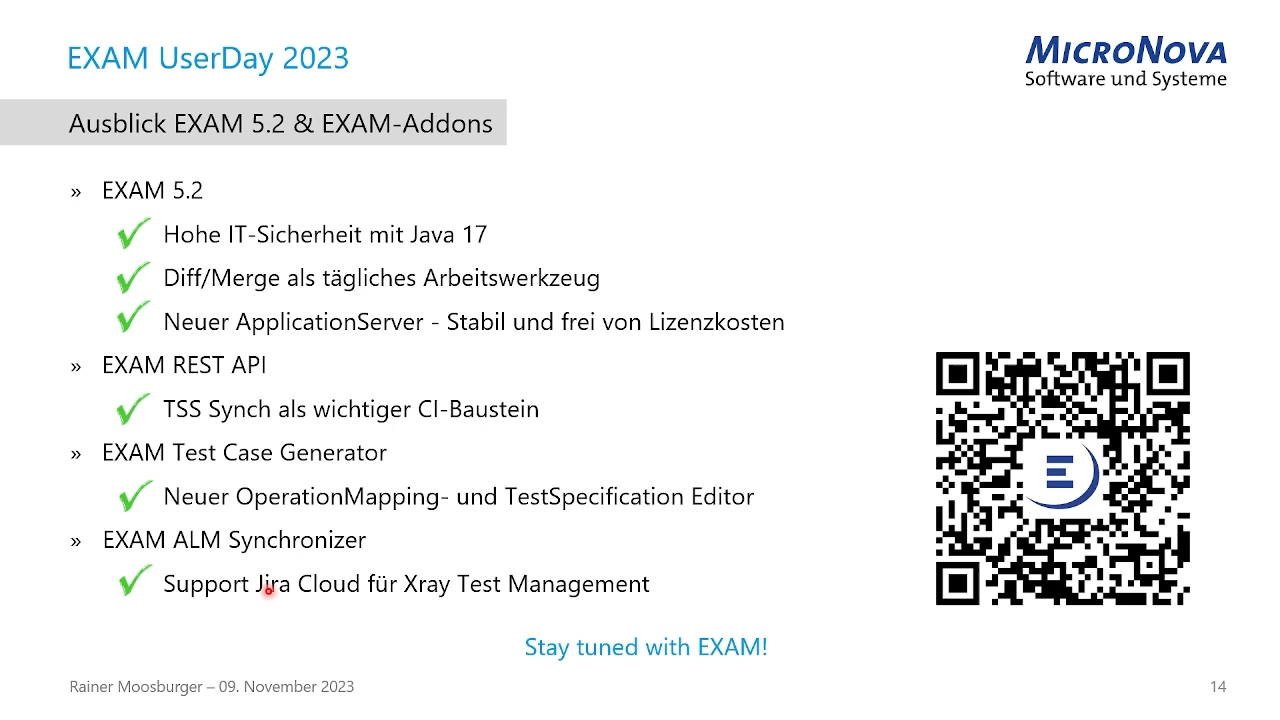 EXAM UserDay 2023
MICRONOVA
Software und Systeme
Ausblick EXAM 5.2 & EXAM-Addons
» EXAM 5.2
Hohe IT-Sicherheit mit Java 17
Diff/Merge als tägliches Arbeitswerkzeug
Neuer ApplicationServer - Stabil und frei von Lizenzkosten
» EXAM REST API
TSS Synch als wichtiger CI-Baustein
» EXAM Test Case Generator
Neuer OperationMapping- und TestSpecification Editor
» EXAM ALM Synchronizer
Support Jira Cloud für Xray Test Management
E
Stay tuned with EXAM!
Rainer Moosburger – 09. November 2023
14